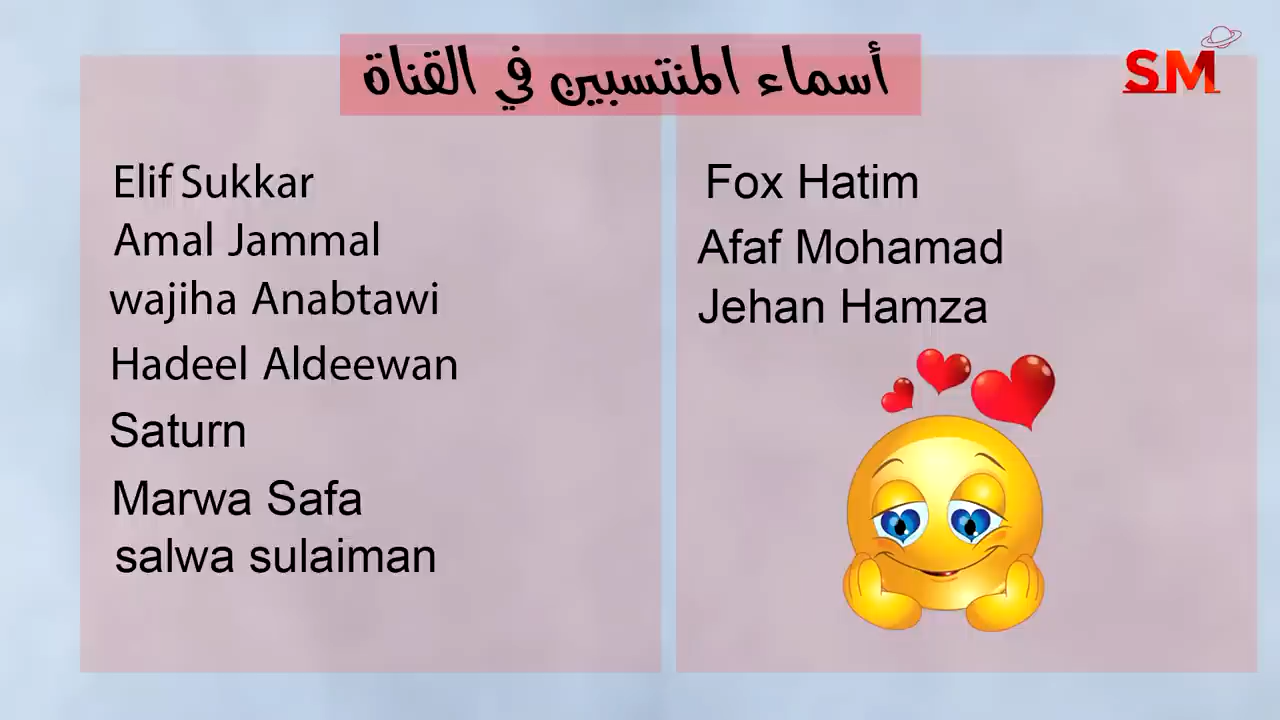 أسماء المنتسبين في القناة
SM
Elif Sukkar
Amal Jammal
wajiha Anabtawi
Hadeel Aldeewan
Saturn
Marwa Safa
salwa sulaiman
Fox Hatim
Afaf Mohamad
Jehan Hamza